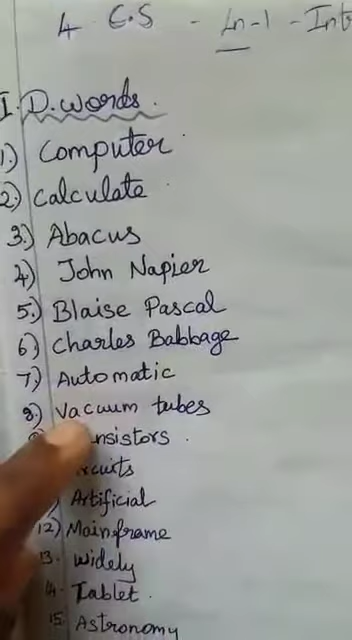 4 C.S - Ln-1 - Int
I. D. words.
1.) Computer
2.) Calculate
3.) Abacus
4.) John Napier
5.) Blaise Pascal
6.) Charles Babbage
7.) Automatic
8.) Vacuum tubes
nsistors.
rcuits
) Artificial
12.) Mainframe
13. Widely
14. Tablet.
15. Astronomy